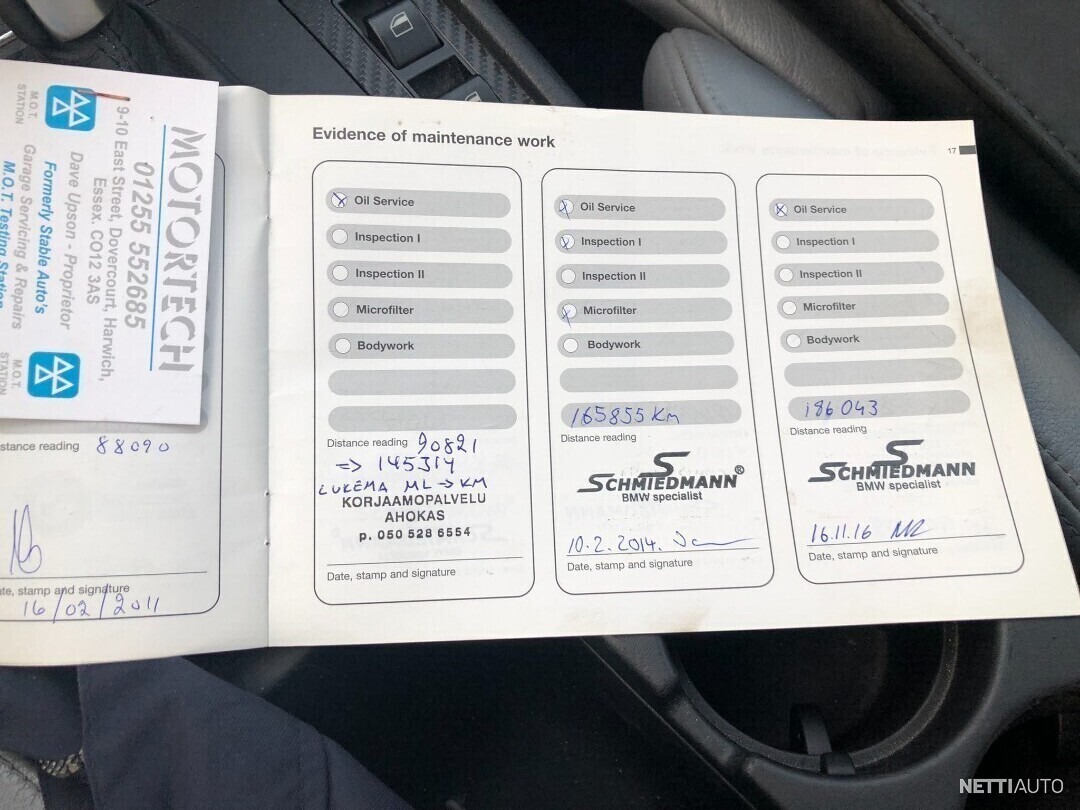 MOTORTECH
01255 552685
9-10 East Street, Dovercourt, Harwich,
Essex. CO12 3AS
Dave Upson - Proprietor
Formerly Stable Auto's
Garage Servicing & Repairs
M.O.T. Testing Station
M.O.T.
STATION
M.O.T.
STATION
stance reading 88090
te, stamp and signature
16/02/2011
Evidence of maintenance work
17
Oil Service
Inspection I
Inspection II
Microfilter
Bodywork
Distance reading 90821
=> 145314
LUKEMA ML → KM
KORJAAMOPALVELU
AHOKAS
p. 050 528 6554
Date, stamp and signature
Oil Service
Inspection I
Inspection II
Microfilter
Bodywork
165855 KM
Distance reading
SCHMIEDMANN®
BMW specialist
10.2.2014.
Date, stamp and signature
Oil Service
Inspection I
Inspection II
Microfilter
Bodywork
186043
Distance reading
SCHMIEDMANN
BMW specialist
16.11.16
Date, stamp and signature
NETTIAUTO